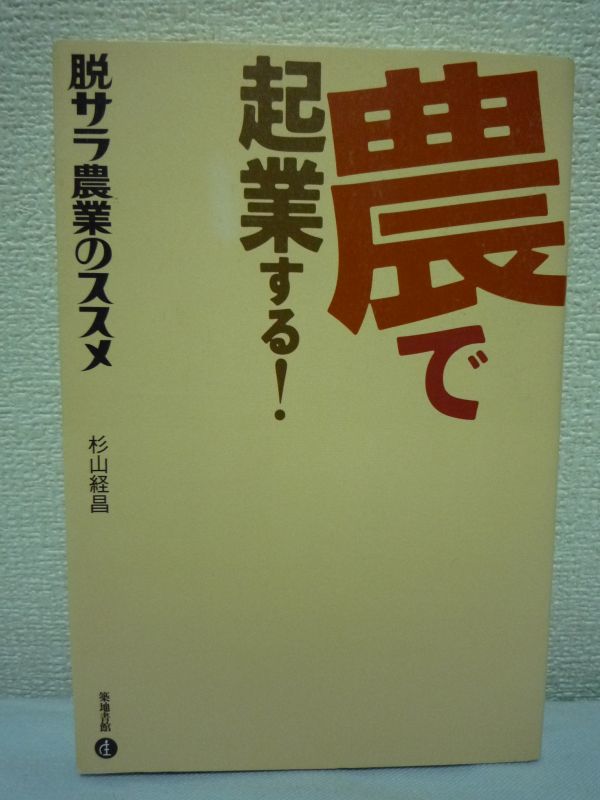 農で
起業する!
脱サラ農業のススメ
杉山経昌
築地書館